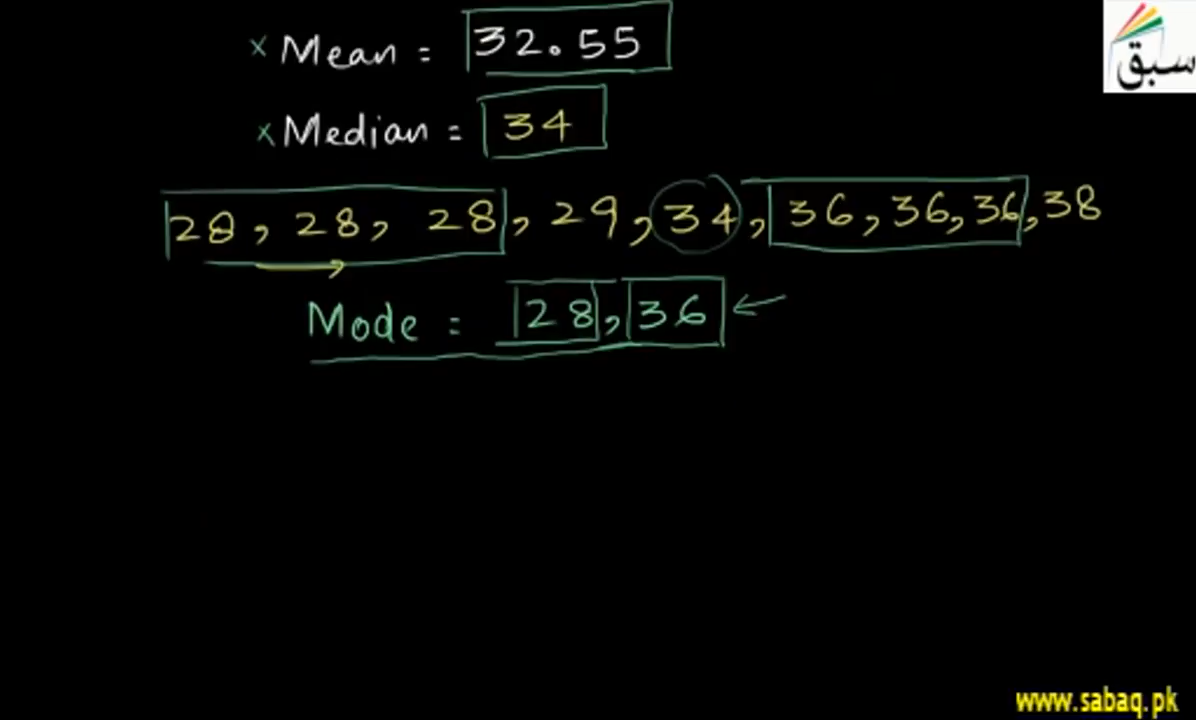 × Mean = 32.55
سبق
× Median = 34
28, 28, 28, 29, 34, 36, 36, 36, 38
Mode = 28, 36
www.sabaq.pk